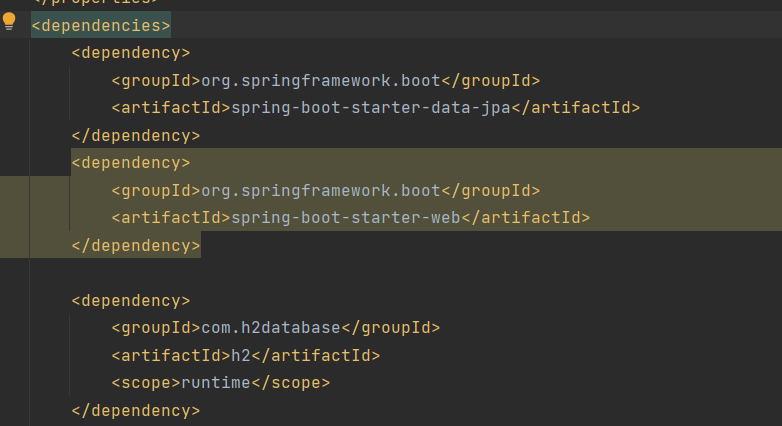 </properties>
<dependencies>
<dependency>
<groupId>org.springframework.boot</groupId>
<artifactId>spring-boot-starter-data-jpa</artifactId>
</dependency>
<dependency>
<groupId>org.springframework.boot</groupId>
<artifactId>spring-boot-starter-web</artifactId>
</dependency>
<dependency>
<groupId>com.h2database</groupId>
<artifactId>h2</artifactId>
<scope>runtime</scope>
</dependency>